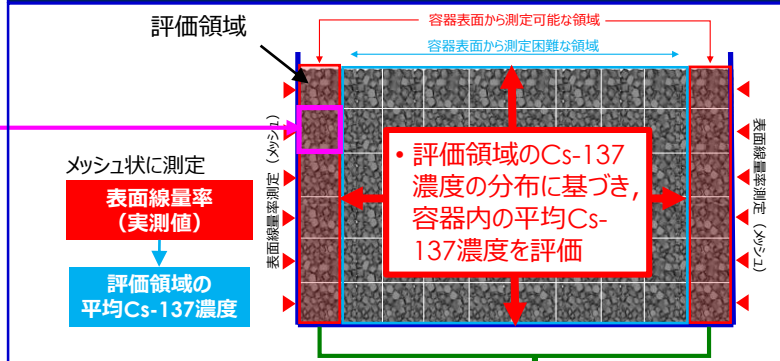 評価領域
容器表面から測定可能な領域
容器表面から測定困難な領域
メッシュ状に測定
表面線量率
（実測値）
評価領域の
平均Cs-137濃度
表面線量率測定（メッシュ）
・評価領域のCs-137
濃度の分布に基づき,
容器内の平均Cs-
137濃度を評価
表面線量率測定（メッシュ）